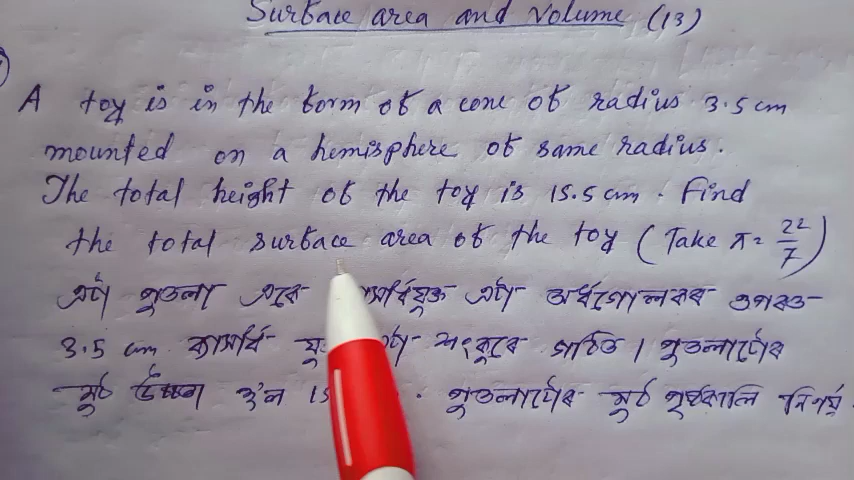 Surface area and Volume (13)
A toy is in the form of a cone of radius 3.5 cm
mounted on a hemisphere of same radius.
The total height of the toy is 15.5 cm. Find
the total surface area of the toy (Take π = 22/7)
এটা পুতলা একে ব্যাসাৰ্ধযুক্ত এটা অৰ্ধগোলকৰ ওপৰত
3.5 cm ব্যাসাৰ্ধ এটা শংকুৰে গঠিত। পুতলাটোৰ
মুঠ উচ্চতা হ'ল 15 . পুতলাটোৰ মুঠ পৃষ্ঠকালি নিৰ্ণয়